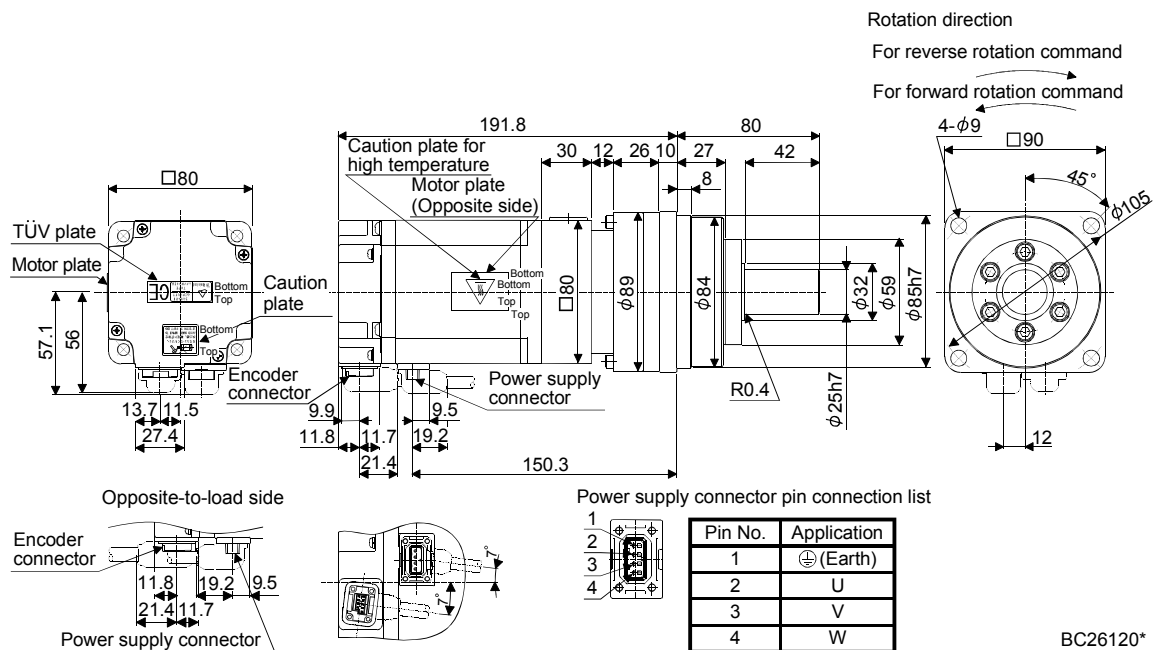 Rotation direction
For reverse rotation command
For forward rotation command
191.8
80
4-φ9
□90
Caution plate for
high temperature
30
12
26
10
27
42
□80
Motor plate
(Opposite side)
8
45°
φ105
TÜV plate
Motor plate
Bottom
Top
Caution
plate
Bottom
Top
57.1
56
Bottom
Bottom
Top
Top
□80
φ89
φ84
φ32
φ59
φ85h7
Encoder
connector
Power supply
connector
R0.4
φ25h7
13.7
11.5
27.4
9.9
9.5
11.8
11.7
19.2
21.4
150.3
12
Opposite-to-load side
Encoder
connector
11.8
19.2
9.5
21.4
11.7
Power supply connector
7°
7°
Power supply connector pin connection list
1
2
3
4
Pin No. Application
1 (Earth)
2 U
3 V
4 W
BC26120*